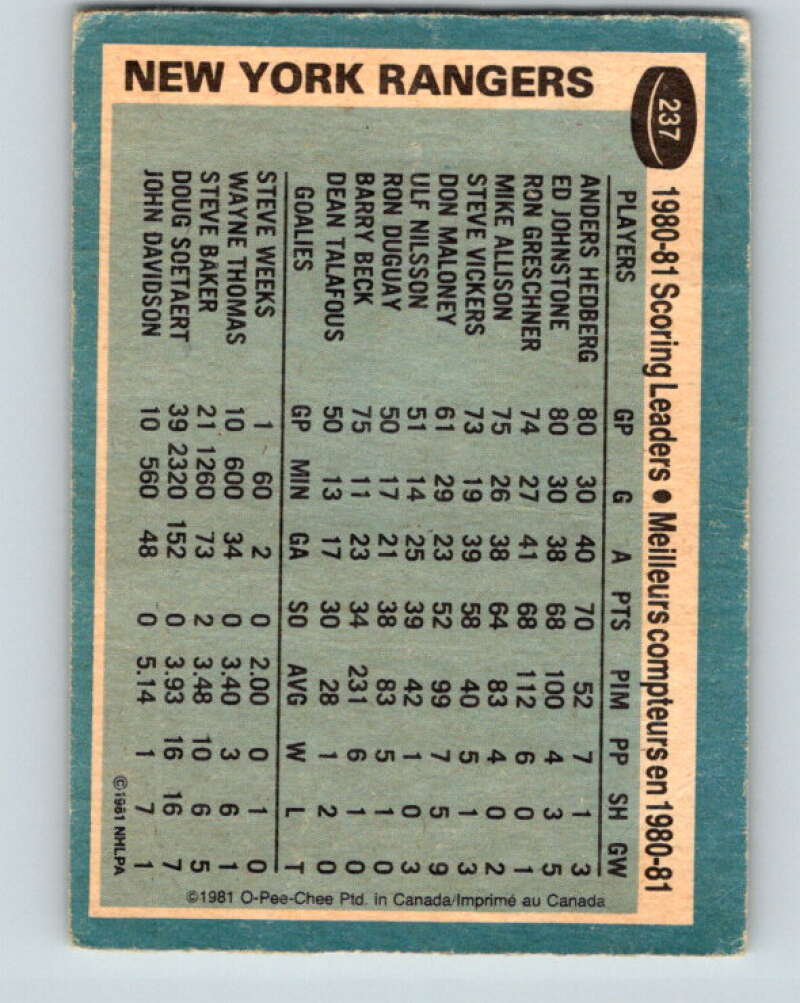 NEW YORK RANGERS
237
1980-81 Scoring Leaders • Meilleurs compteurs en 1980-81
PLAYERS GP G A PTS PIM PP SH GW
ANDERS HEDBERG 80 30 40 70 52 7 1 3
ED JOHNSTONE 80 30 38 68 100 4 3 5
RON GRESCHNER 74 27 41 68 112 6 0 1
MIKE ALLISON 75 26 38 64 83 4 0 2
STEVE VICKERS 73 19 39 58 40 5 1 3
DON MALONEY 61 29 23 52 99 7 5 9
ULF NILSSON 51 14 25 39 42 1 0 3
RON DUGUAY 50 17 21 38 83 5 1 0
BARRY BECK 75 11 23 34 231 6 1 0
DEAN TALAFOUS 50 13 17 30 28 1 2 0
GOALIES GP MIN GA SO AVG W L T
STEVE WEEKS 1 60 2 0 2.00 0 1 0
WAYNE THOMAS 10 600 34 0 3.40 3 6 1
STEVE BAKER 21 1260 73 2 3.48 10 6 5
DOUG SOETAERT 39 2320 152 0 3.93 16 16 7
JOHN DAVIDSON 10 560 48 0 5.14 1 7 1
©1981 NHLPA
©1981 O-Pee-Chee Ptd. in Canada/Imprimé au Canada